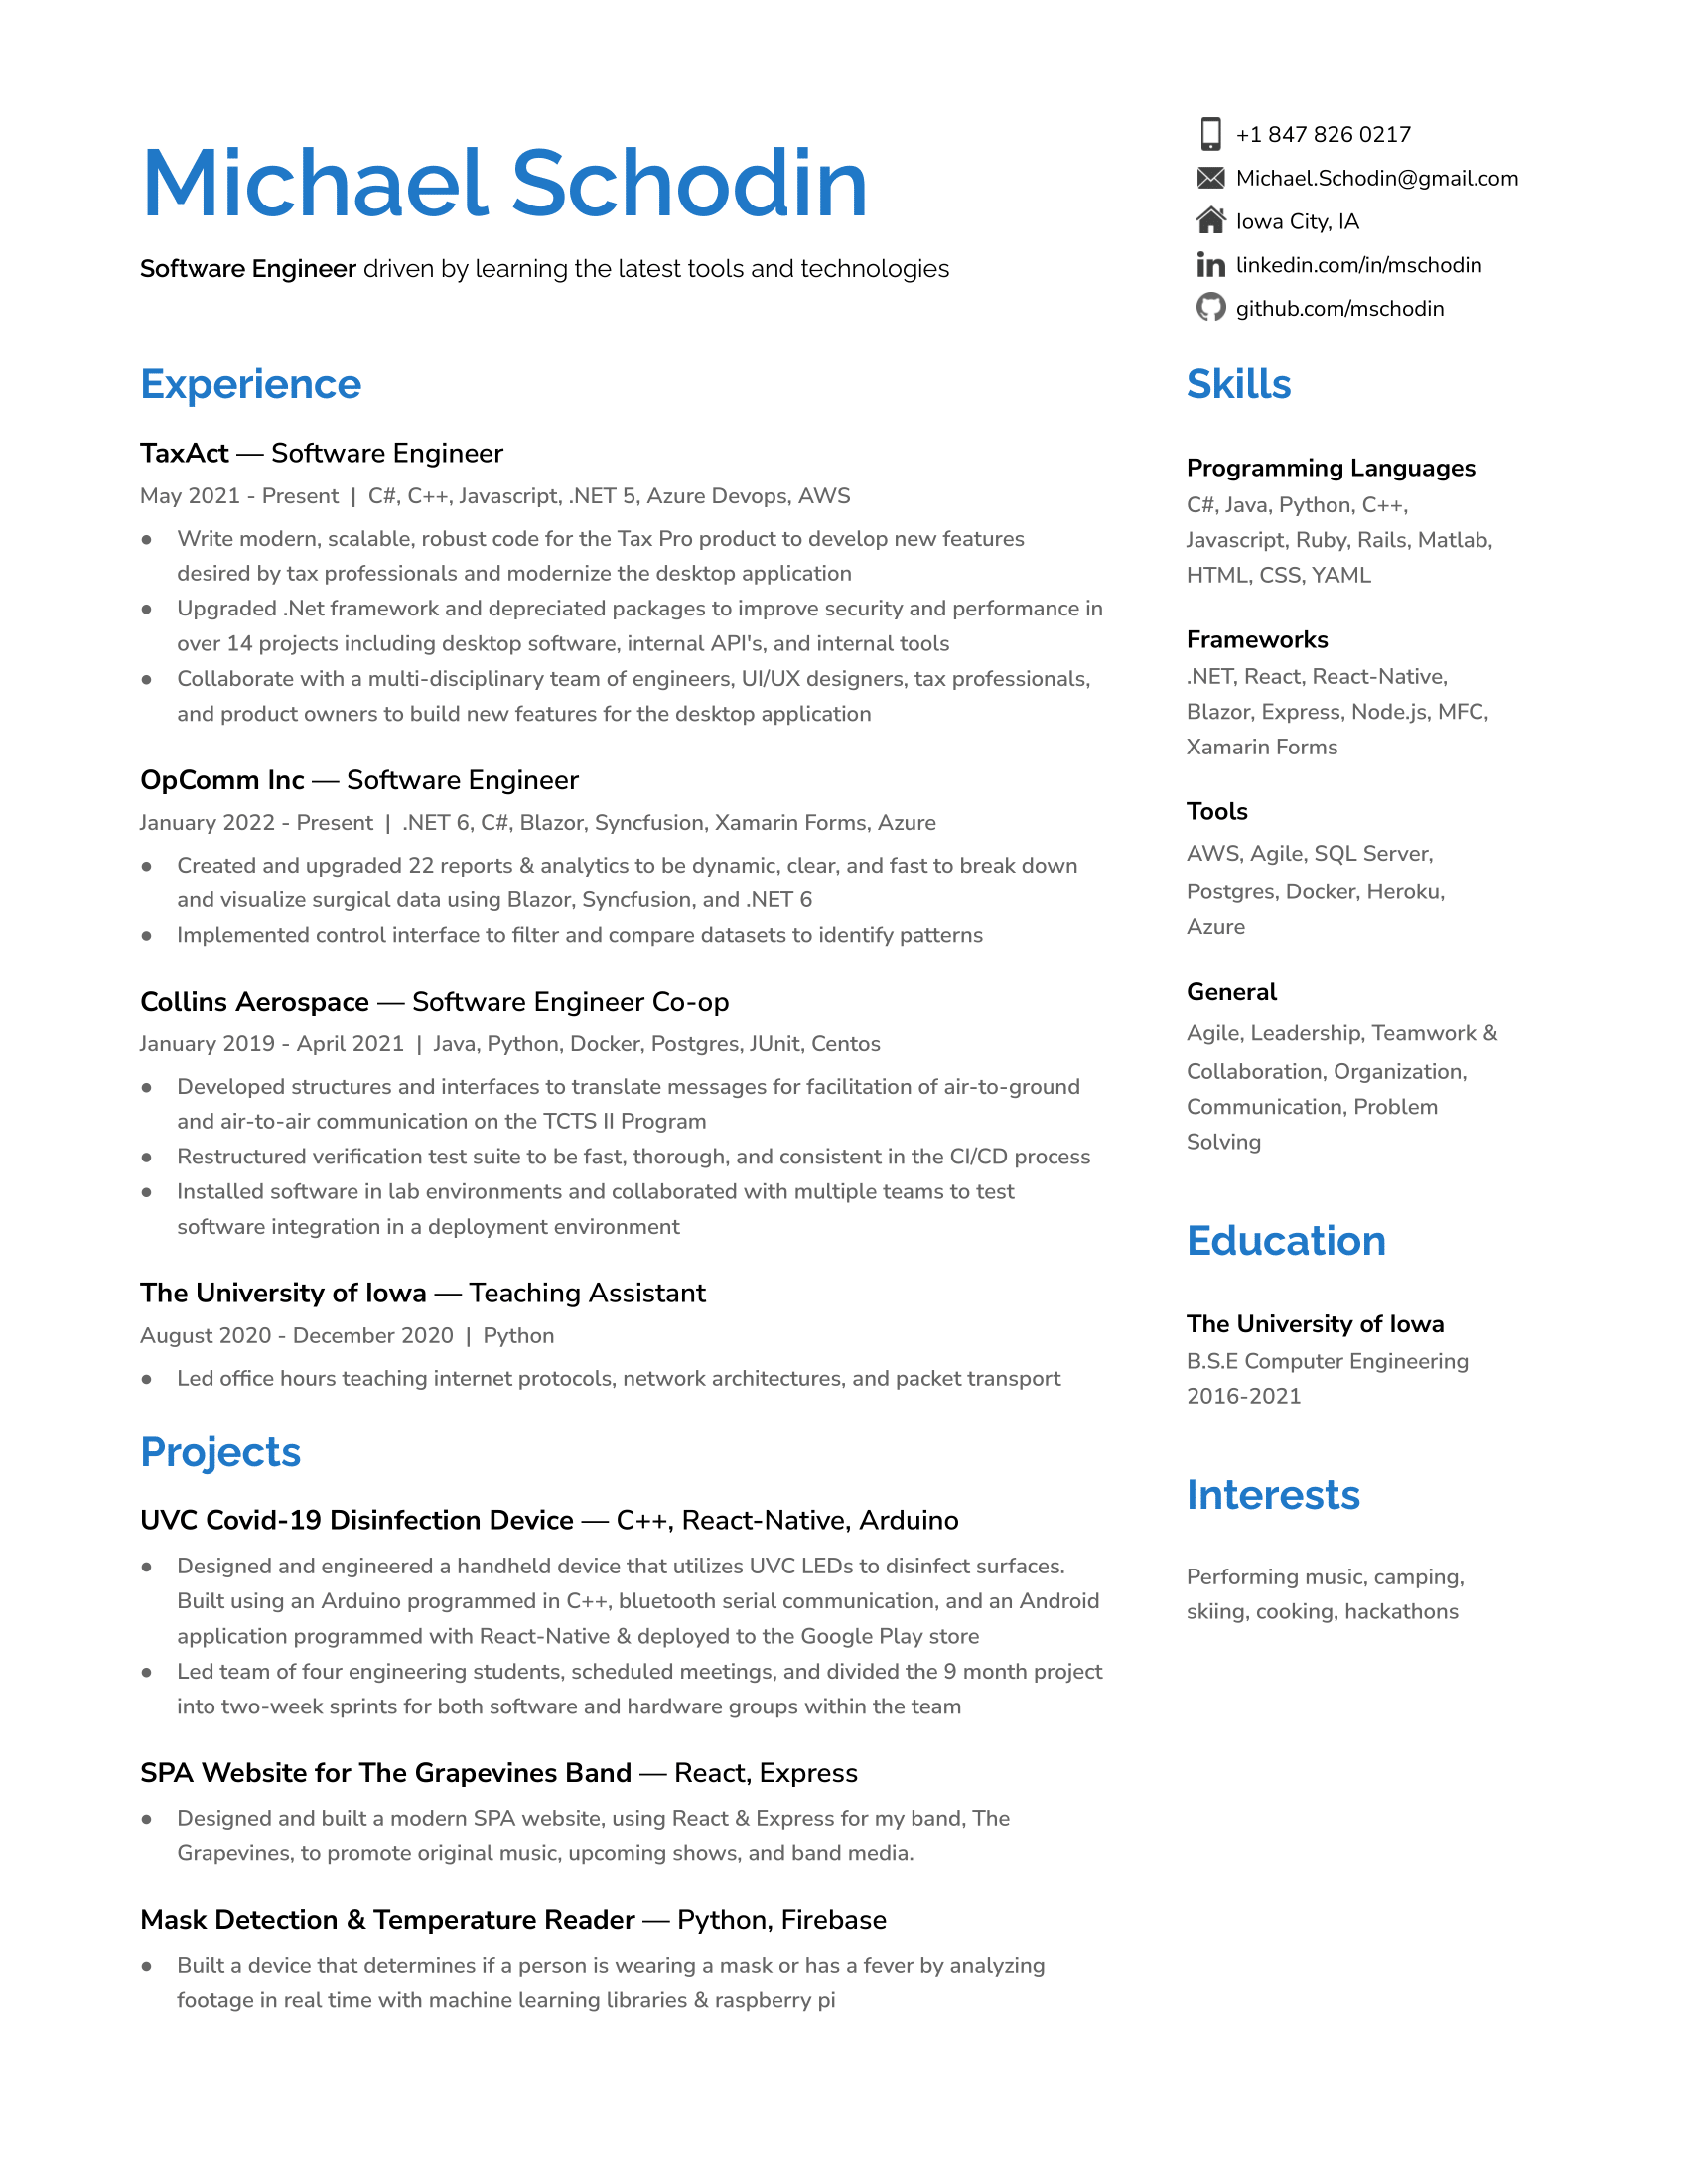 Michael Schodin
Software Engineer driven by learning the latest tools and technologies
+1 847 826 0217
Michael.Schodin@gmail.com
Iowa City, IA
linkedin.com/in/mschodin
github.com/mschodin
Experience
TaxAct — Software Engineer
May 2021 - Present | C#, C++, Javascript, .NET 5, Azure Devops, AWS
● Write modern, scalable, robust code for the Tax Pro product to develop new features
desired by tax professionals and modernize the desktop application
● Upgraded .Net framework and depreciated packages to improve security and performance in
over 14 projects including desktop software, internal API's, and internal tools
● Collaborate with a multi-disciplinary team of engineers, UI/UX designers, tax professionals,
and product owners to build new features for the desktop application
OpComm Inc — Software Engineer
January 2022 - Present | .NET 6, C#, Blazor, Syncfusion, Xamarin Forms, Azure
● Created and upgraded 22 reports & analytics to be dynamic, clear, and fast to break down
and visualize surgical data using Blazor, Syncfusion, and .NET 6
● Implemented control interface to filter and compare datasets to identify patterns
Collins Aerospace — Software Engineer Co-op
January 2019 - April 2021 | Java, Python, Docker, Postgres, JUnit, Centos
● Developed structures and interfaces to translate messages for facilitation of air-to-ground
and air-to-air communication on the TCTS II Program
● Restructured verification test suite to be fast, thorough, and consistent in the CI/CD process
● Installed software in lab environments and collaborated with multiple teams to test
software integration in a deployment environment
The University of Iowa — Teaching Assistant
August 2020 - December 2020 | Python
● Led office hours teaching internet protocols, network architectures, and packet transport
Projects
UVC Covid-19 Disinfection Device — C++, React-Native, Arduino
● Designed and engineered a handheld device that utilizes UVC LEDs to disinfect surfaces.
Built using an Arduino programmed in C++, bluetooth serial communication, and an Android
application programmed with React-Native & deployed to the Google Play store
● Led team of four engineering students, scheduled meetings, and divided the 9 month project
into two-week sprints for both software and hardware groups within the team
SPA Website for The Grapevines Band — React, Express
● Designed and built a modern SPA website, using React & Express for my band, The
Grapevines, to promote original music, upcoming shows, and band media.
Mask Detection & Temperature Reader — Python, Firebase
● Built a device that determines if a person is wearing a mask or has a fever by analyzing
footage in real time with machine learning libraries & raspberry pi
Skills
Programming Languages
C#, Java, Python, C++,
Javascript, Ruby, Rails, Matlab,
HTML, CSS, YAML
Frameworks
.NET, React, React-Native,
Blazor, Express, Node.js, MFC,
Xamarin Forms
Tools
AWS, Agile, SQL Server,
Postgres, Docker, Heroku,
Azure
General
Agile, Leadership, Teamwork &
Collaboration, Organization,
Communication, Problem
Solving
Education
The University of Iowa
B.S.E Computer Engineering
2016-2021
Interests
Performing music, camping,
skiing, cooking, hackathons